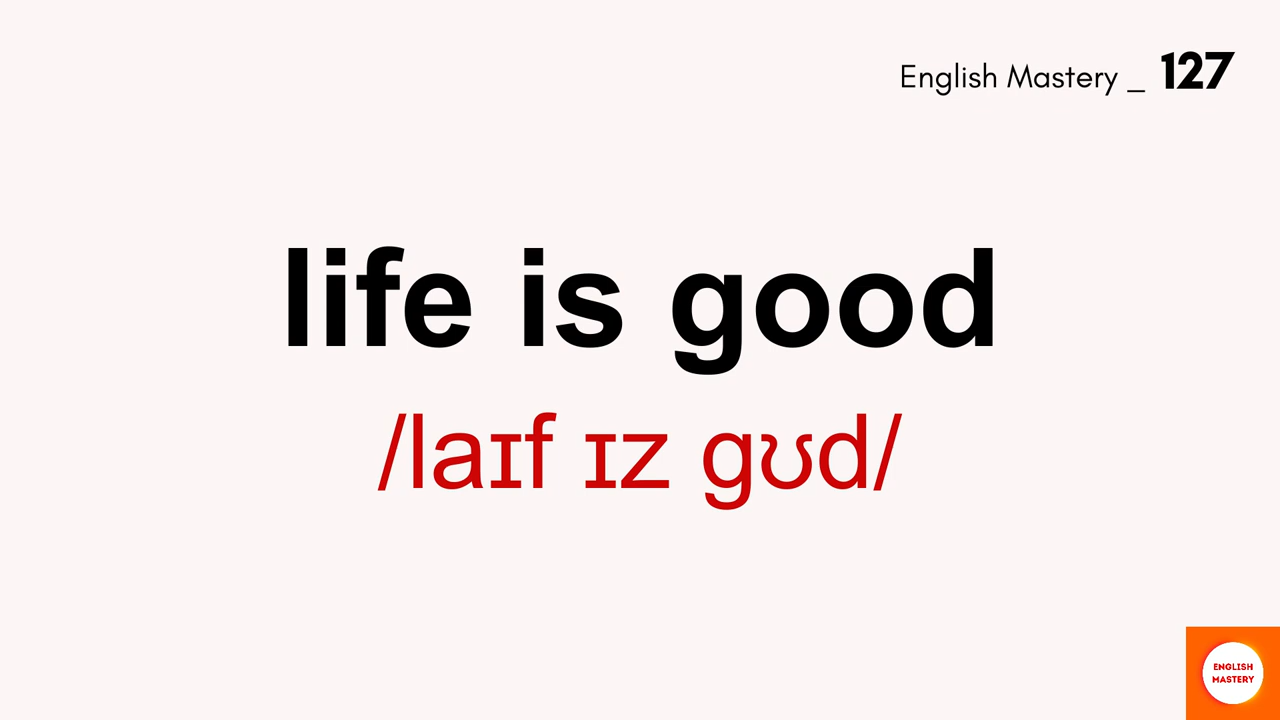 English Mastery _ 127
life is good
/laɪf ɪz gʊd/
ENGLISH
MASTERY